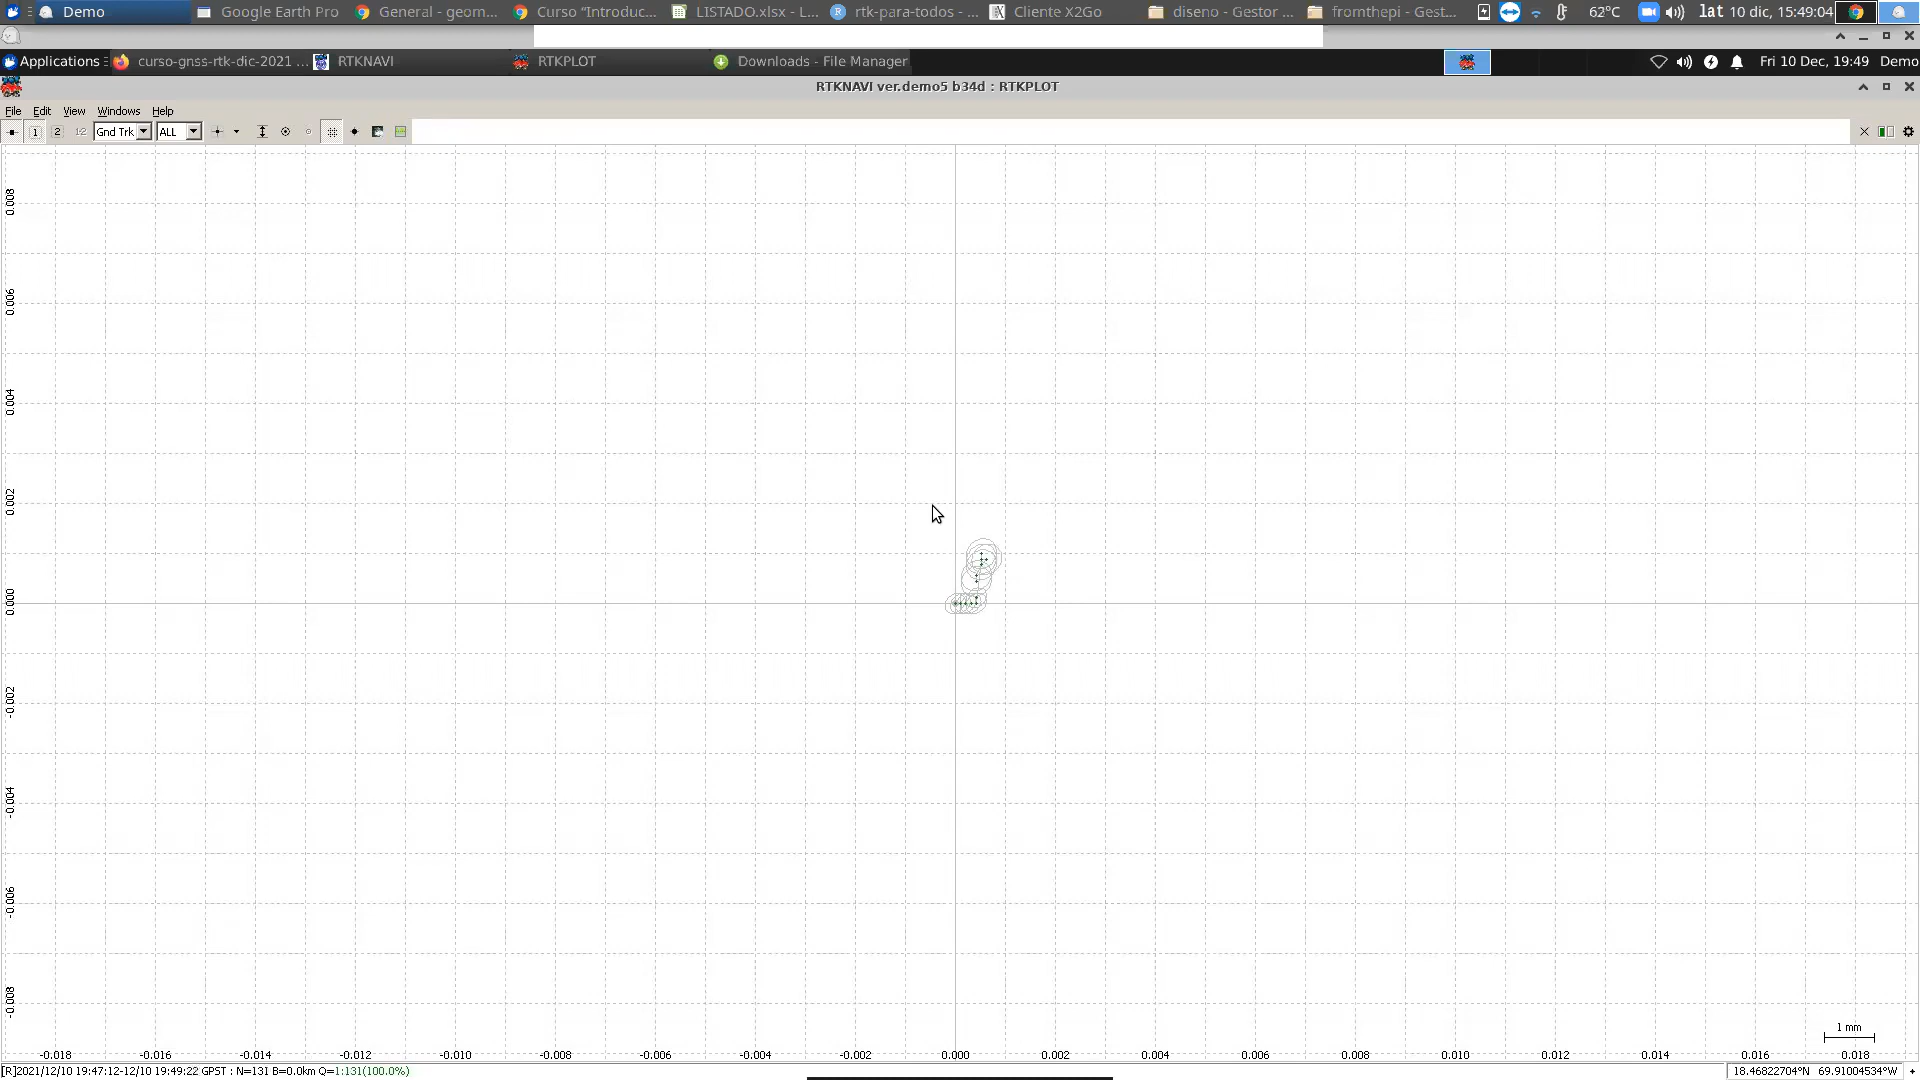 Demo Google Earth Pro General - geom... Curso “Introduc... LISTADO.xlsx - L... rtk-para-todos - ... Cliente X2Go diseno - Gestor ... fromthepi - Gest... 62°C lat 10 dic, 15:49:04
Applications curso-gnss-rtk-dic-2021 ... RTKNAVI RTKPLOT Downloads - File Manager Fri 10 Dec, 19:49 Demo
RTKNAVI ver.demo5 b34d : RTKPLOT
File Edit View Windows Help
1 2 1-2 Gnd Trk ALL
0.008
0.006
0.004
0.002
0.000
-0.002
-0.004
-0.006
-0.008
1 mm
-0.018 -0.016 -0.014 -0.012 -0.010 -0.008 -0.006 -0.004 -0.002 0.000 0.002 0.004 0.006 0.008 0.010 0.012 0.014 0.016 0.018
[R]2021/12/10 19:47:12-12/10 19:49:22 GPST : N=131 B=0.0km Q=1:131(100.0%) 18.46822704°N 69.91004534°W